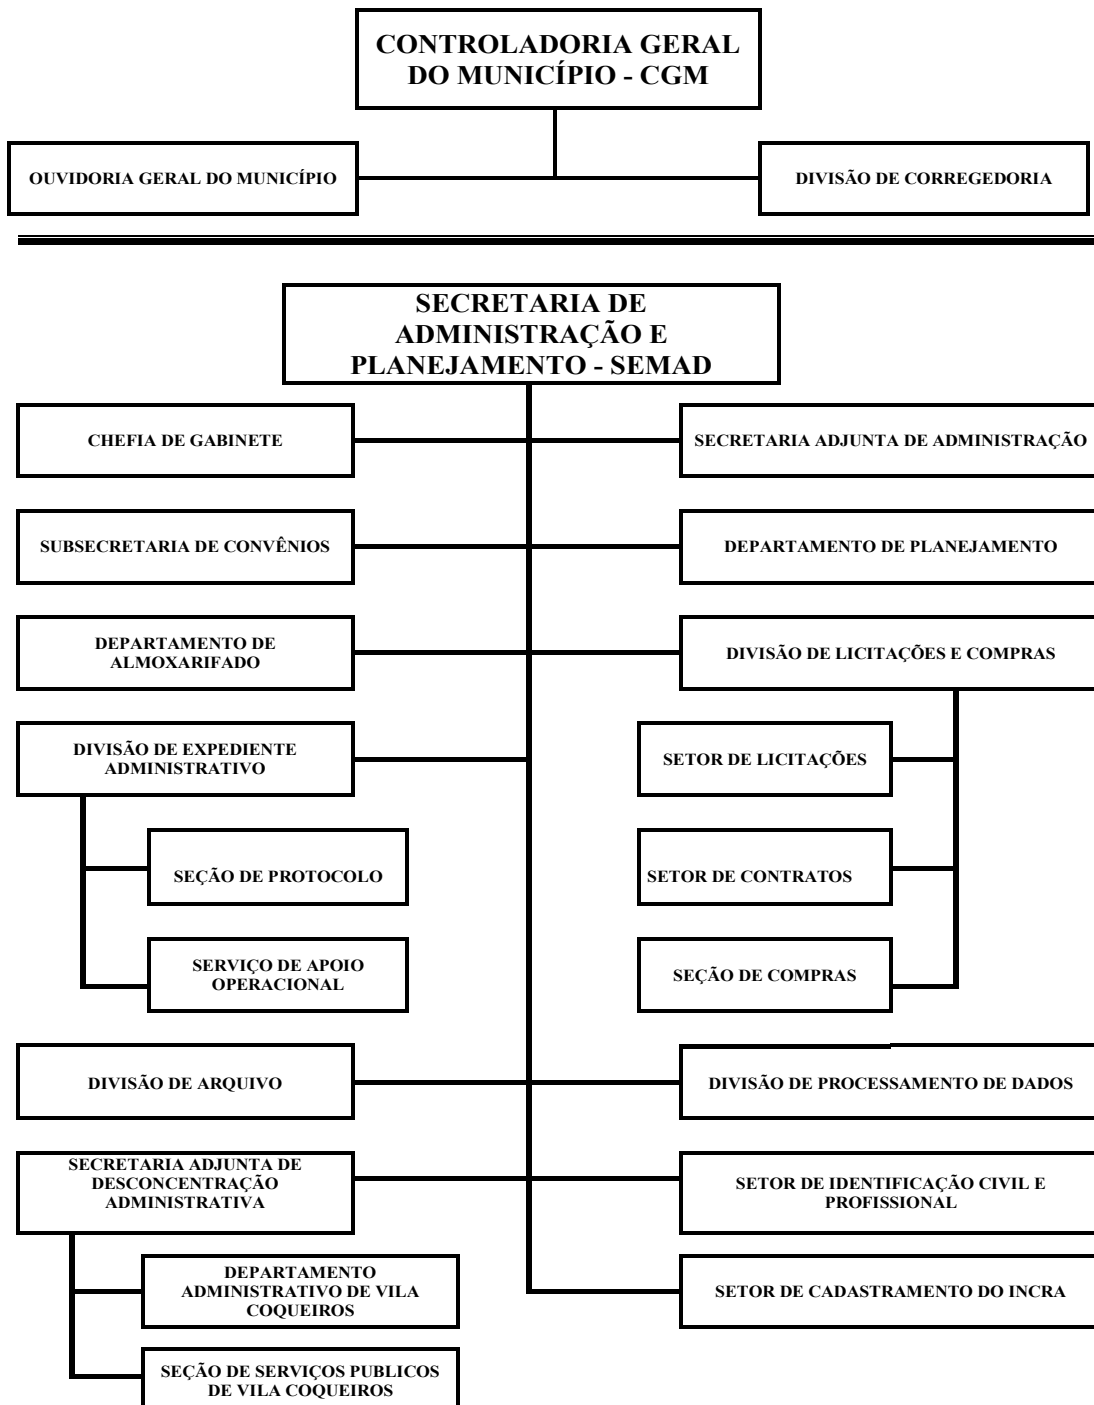 CONTROLADORIA GERAL
DO MUNICÍPIO - CGM
OUVIDORIA GERAL DO MUNICÍPIO
DIVISÃO DE CORREGEDORIA
SECRETARIA DE
ADMINISTRAÇÃO E
PLANEJAMENTO - SEMAD
CHEFIA DE GABINETE
SECRETARIA ADJUNTA DE ADMINISTRAÇÃO
SUBSECRETARIA DE CONVÊNIOS
DEPARTAMENTO DE PLANEJAMENTO
DEPARTAMENTO DE
ALMOXARIFADO
DIVISÃO DE LICITAÇÕES E COMPRAS
DIVISÃO DE EXPEDIENTE
ADMINISTRATIVO
SETOR DE LICITAÇÕES
SEÇÃO DE PROTOCOLO
SETOR DE CONTRATOS
SERVIÇO DE APOIO
OPERACIONAL
SEÇÃO DE COMPRAS
DIVISÃO DE ARQUIVO
DIVISÃO DE PROCESSAMENTO DE DADOS
SECRETARIA ADJUNTA DE
DESCONCENTRAÇÃO
ADMINISTRATIVA
SETOR DE IDENTIFICAÇÃO CIVIL E
PROFISSIONAL
DEPARTAMENTO
ADMINISTRATIVO DE VILA
COQUEIROS
SETOR DE CADASTRAMENTO DO INCRA
SEÇÃO DE SERVIÇOS PUBLICOS
DE VILA COQUEIROS